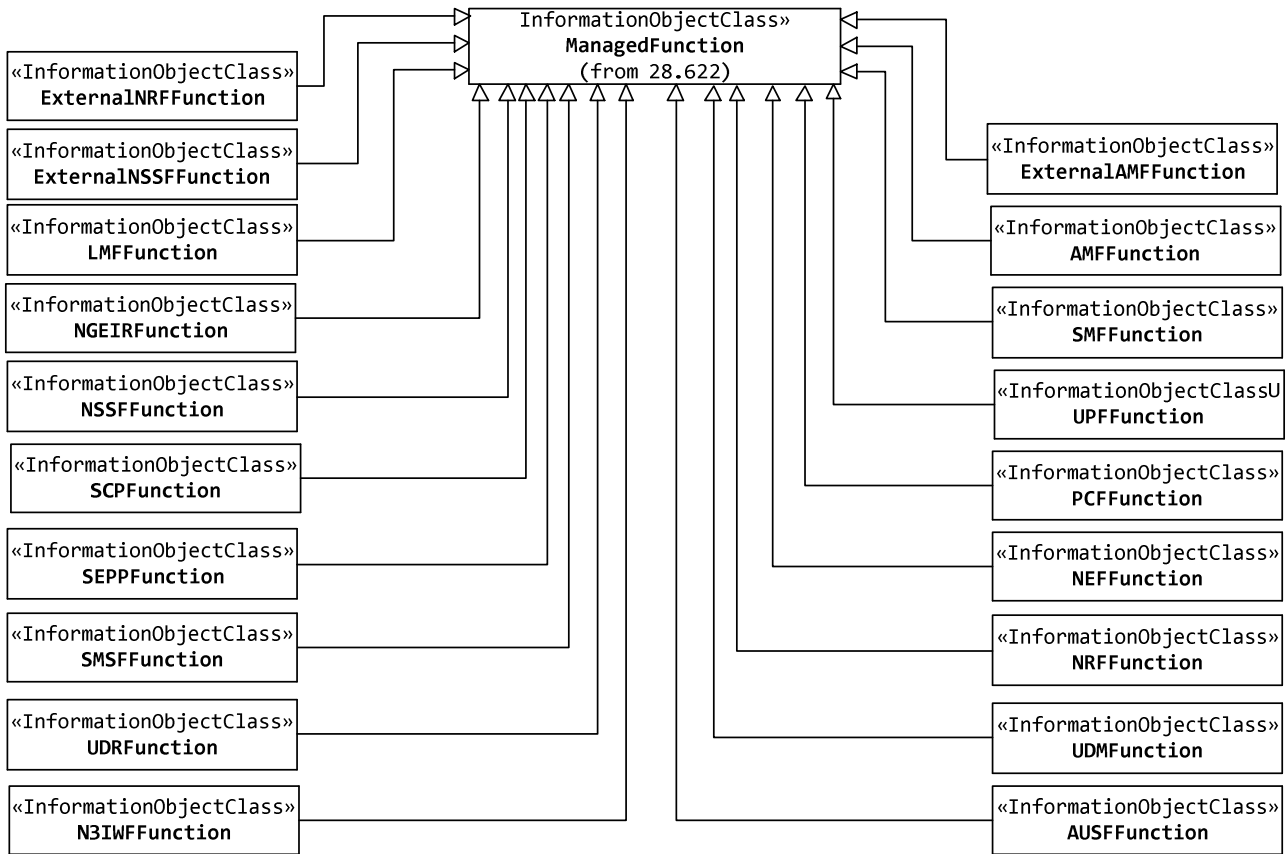 InformationObjectClass»
ManagedFunction
(from 28.622)
«InformationObjectClass»
ExternalNRFFunction
«InformationObjectClass»
ExternalNSSFFunction
«InformationObjectClass»
LMFFunction
«InformationObjectClass»
NGEIRFunction
«InformationObjectClass»
NSSFFunction
«InformationObjectClass»
SCPFunction
«InformationObjectClass»
SEPPFunction
«InformationObjectClass»
SMSFFunction
«InformationObjectClass»
UDRFunction
«InformationObjectClass»
N3IWFFunction
«InformationObjectClass»
ExternalAMFFunction
«InformationObjectClass»
AMFFunction
«InformationObjectClass»
SMFFunction
«InformationObjectClassU
UPFFunction
«InformationObjectClass»
PCFFunction
«InformationObjectClass»
NEFFunction
«InformationObjectClass»
NRFFunction
«InformationObjectClass»
UDMFunction
«InformationObjectClass»
AUSFFunction